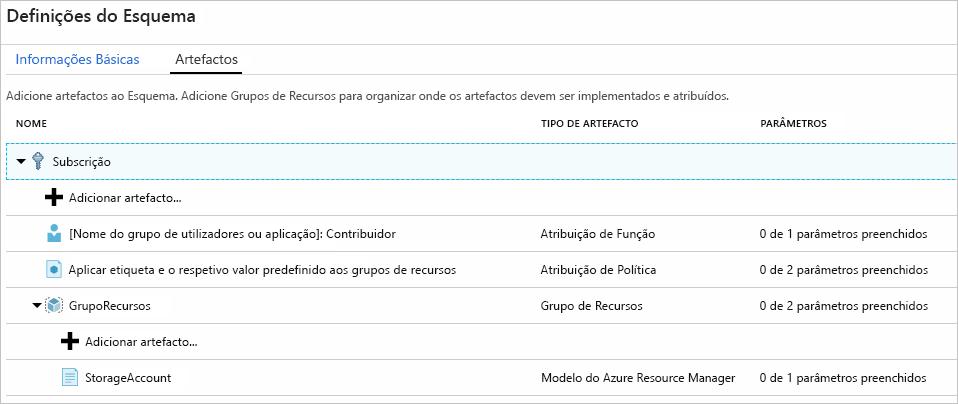 Definições do Esquema
Informações Básicas Artefactos
Adicione artefactos ao Esquema. Adicione Grupos de Recursos para organizar onde os artefactos devem ser implementados e atribuídos.
NOME TIPO DE ARTEFACTO PARÂMETROS
Subscrição
Adicionar artefacto...
[Nome do grupo de utilizadores ou aplicação]: Contribuidor Atribuição de Função 0 de 1 parâmetros preenchidos
Aplicar etiqueta e o respetivo valor predefinido aos grupos de recursos Atribuição de Política 0 de 2 parâmetros preenchidos
GrupoRecursos Grupo de Recursos 0 de 2 parâmetros preenchidos
Adicionar artefacto...
StorageAccount Modelo do Azure Resource Manager 0 de 1 parâmetros preenchidos